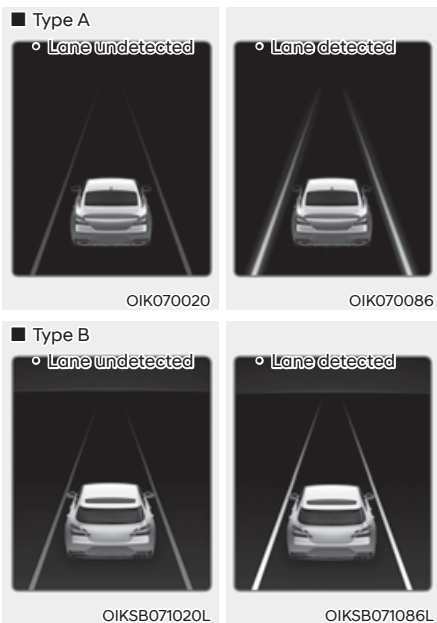 ■ Type A
Lane undetected
Lane detected
OIK070020
OIK070086
■ Type B
Lane undetected
Lane detected
OIKSB071020L
OIKSB071086L